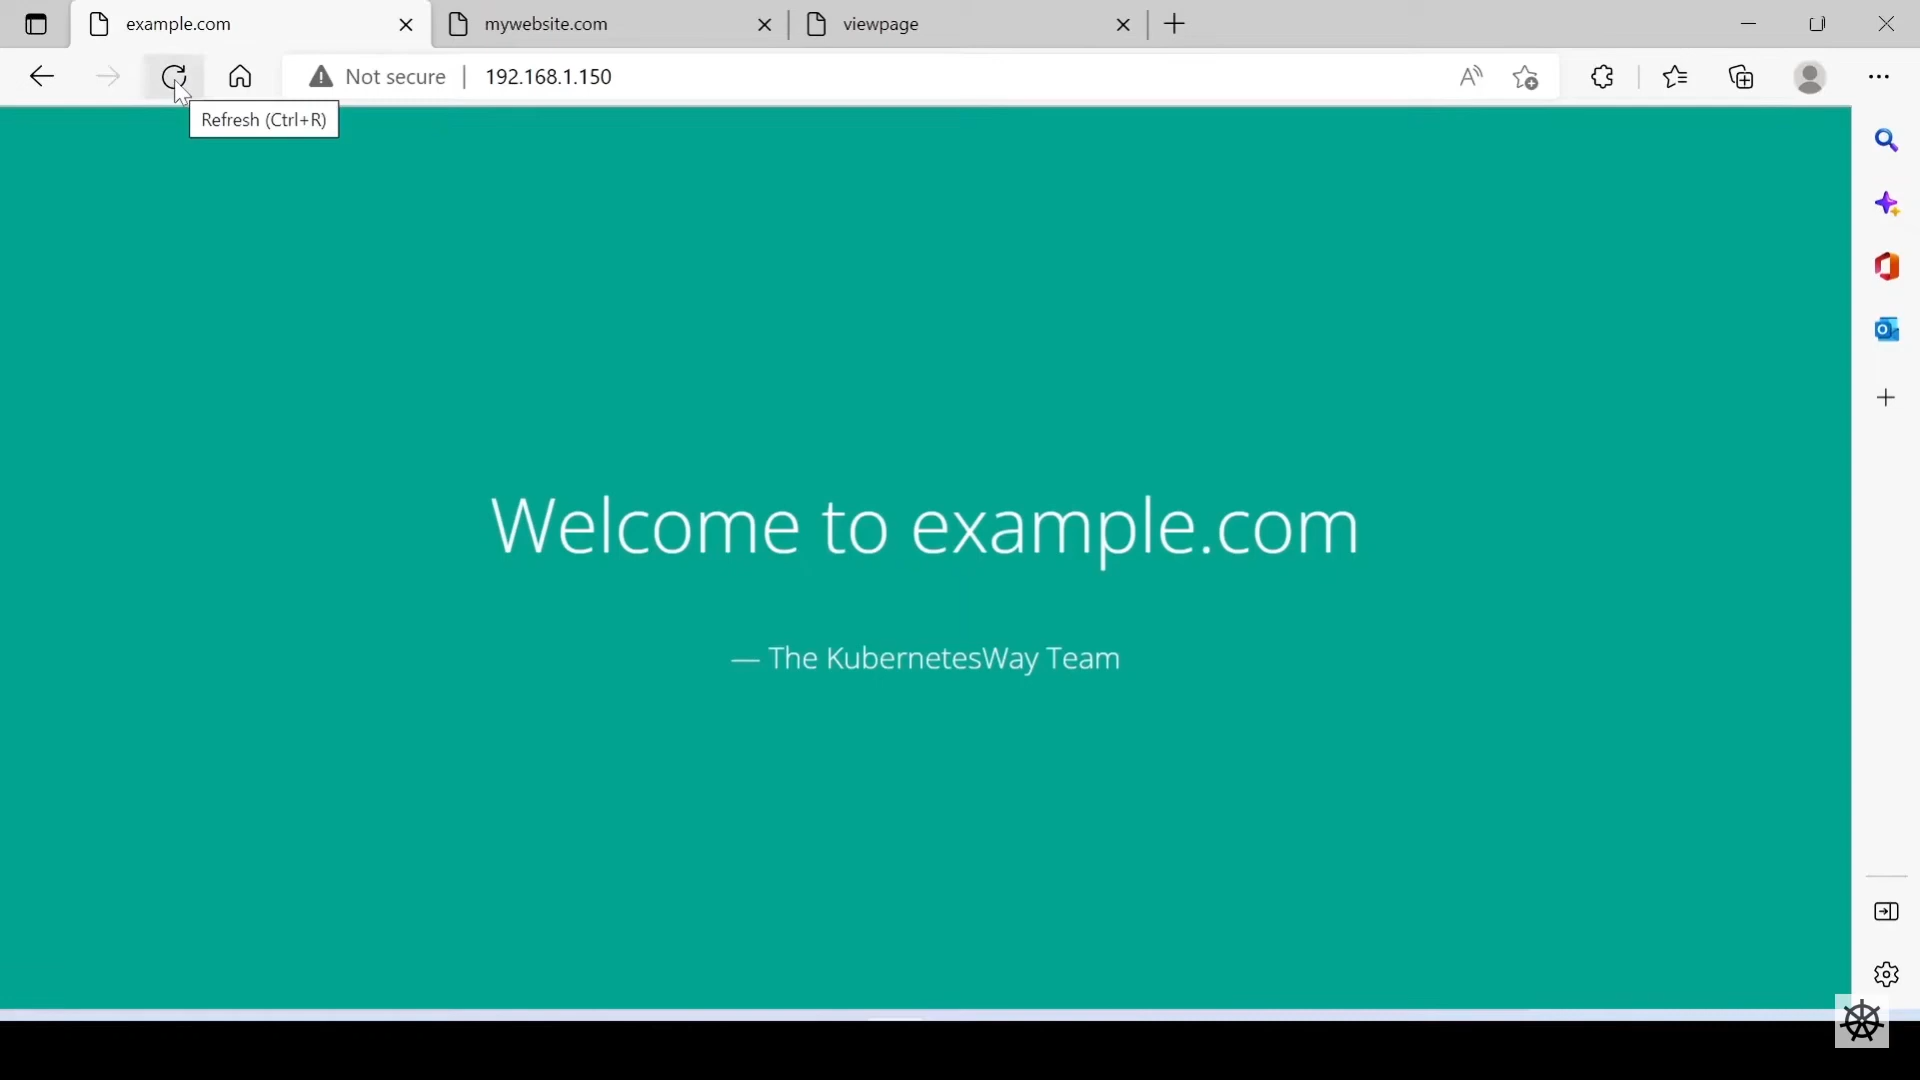 example.com
mywebsite.com
viewpage
Not secure
192.168.1.150
Refresh (Ctrl+R)
Welcome to example.com
— The KubernetesWay Team